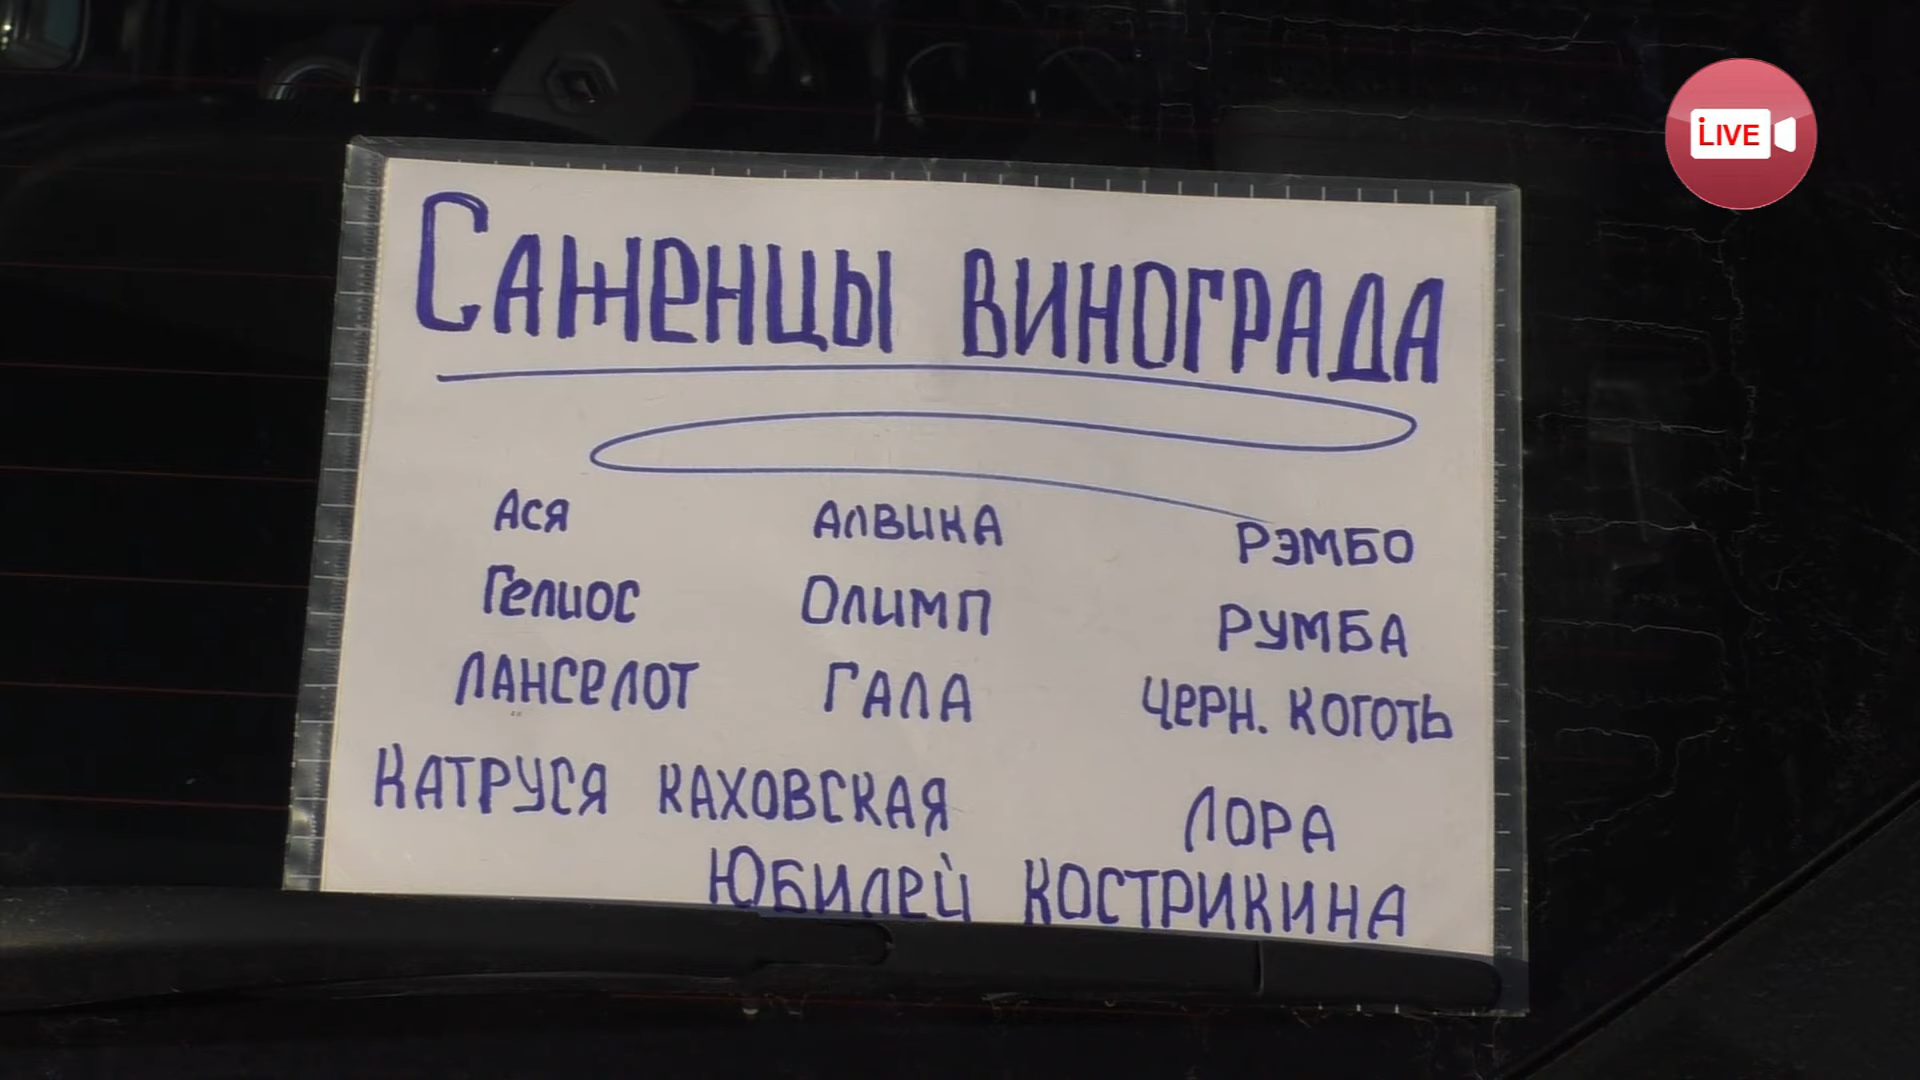 LIVE
Саженцы винограда
Ася Алвика Рэмбо
Гелиос Олимп Румба
Ланселот Гала Черн. коготь
Катруся Каховская Лора
Юбилей Кострикина